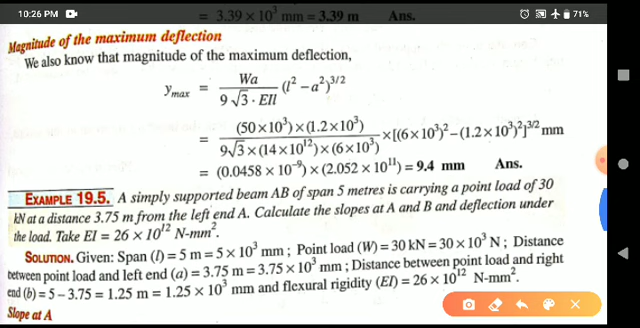 10:26 PM 71%
= 3.39 × 10³ mm = 3.39 m Ans.
Magnitude of the maximum deflection
We also know that magnitude of the maximum deflection,
y_max = Wa / (9√3 · EIl) (l² – a²)^3/2
= (50×10³)×(1.2×10³) / (9√3×(14×10¹²)×(6×10³)) ×[(6×10³)²–(1.2×10³)²]^3/2 mm
= (0.0458 × 10⁻⁹) × (2.052 × 10¹¹) = 9.4 mm Ans.
EXAMPLE 19.5. A simply supported beam AB of span 5 metres is carrying a point load of 30
kN at a distance 3.75 m from the left end A. Calculate the slopes at A and B and deflection under
the load. Take EI = 26 × 10¹² N-mm².
SOLUTION. Given: Span (l) = 5 m = 5 × 10³ mm ; Point load (W) = 30 kN = 30 × 10³ N ; Distance
between point load and left end (a) = 3.75 m = 3.75 × 10³ mm ; Distance between point load and right
end (b) = 5 – 3.75 = 1.25 m = 1.25 × 10³ mm and flexural rigidity (EI) = 26 × 10¹² N-mm².
Slope at A